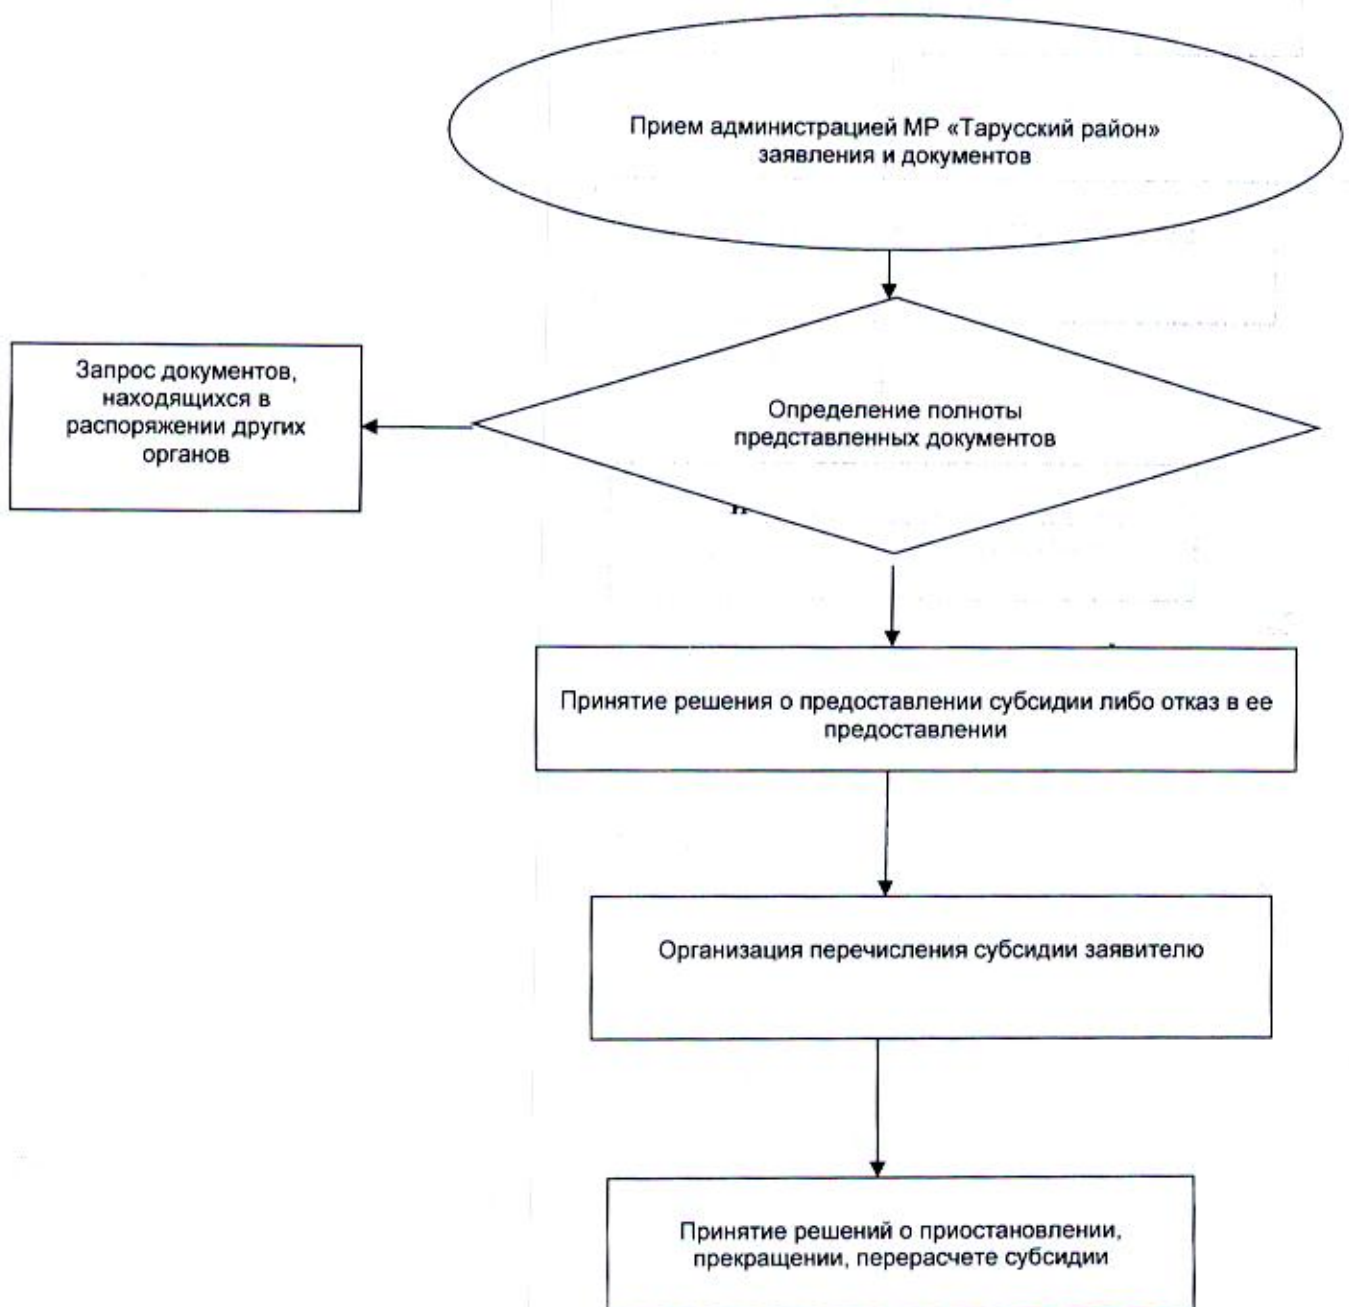 Прием администрацией МР «Тарусский район»
заявления и документов
Запрос документов,
находящихся в
распоряжении других
органов
Определение полноты
представленных документов
Принятие решения о предоставлении субсидии либо отказ в ее
предоставлении
Организация перечисления субсидии заявителю
Принятие решений о приостановлении,
прекращении, перерасчете субсидии